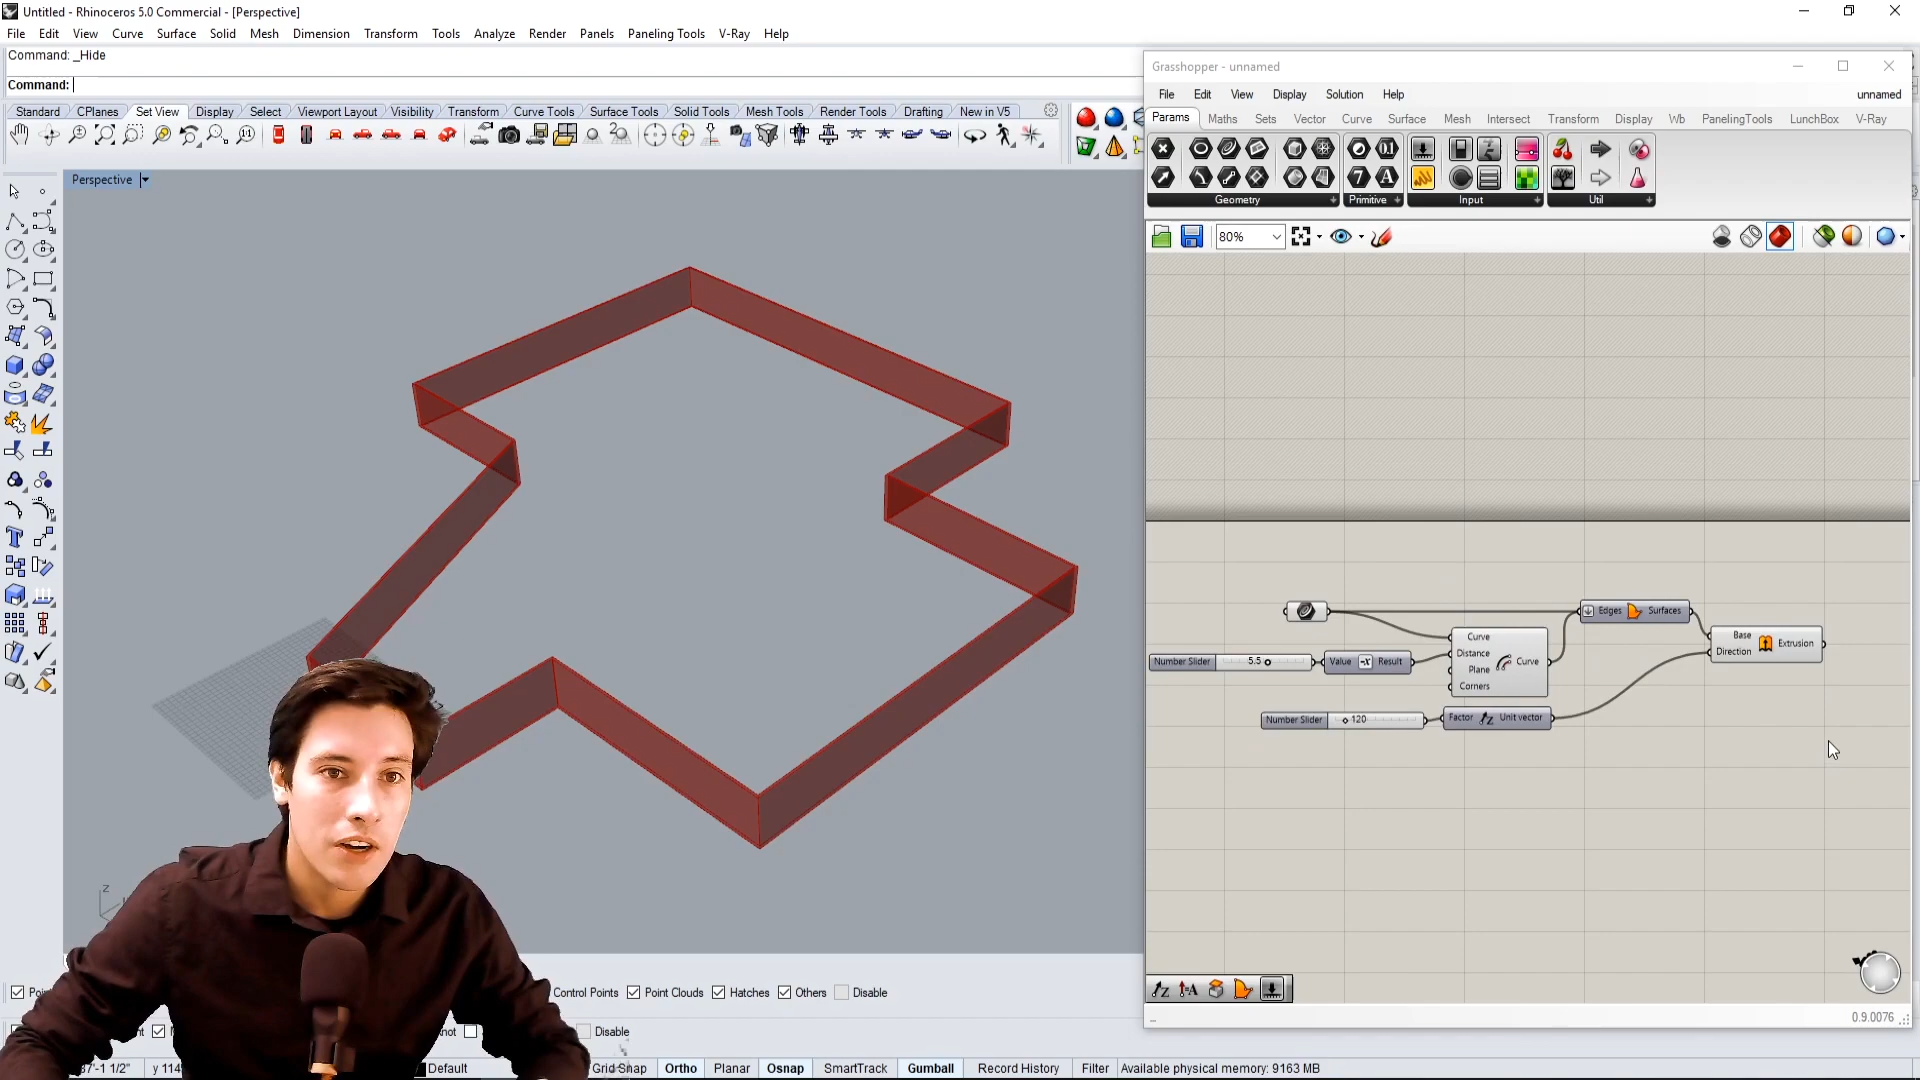 Untitled - Rhinoceros 5.0 Commercial - [Perspective]
File Edit View Curve Surface Solid Mesh Dimension Transform Tools Analyze Render Panels Paneling Tools V-Ray Help
Command: _Hide
Command:
Standard CPlanes Set View Display Select Viewport Layout Visibility Transform Curve Tools Surface Tools Solid Tools Mesh Tools Render Tools Drafting New in V5
Perspective
Grasshopper - unnamed
File Edit View Display Solution Help unnamed
Params Maths Sets Vector Curve Surface Mesh Intersect Transform Display Wb PanelingTools LunchBox V-Ray
Geometry Primitive Input Util
80%
Edges Surfaces
Base
Direction Extrusion
Curve
Distance
Plane
Corners
Curve
Number Slider 5.5
Value -x Result
Number Slider 120
Factor Z Unit vector
z
Control Points Point Clouds Hatches Others Disable
Disable
0.9.0076
Default Grid Snap Ortho Planar Osnap SmartTrack Gumball Record History Filter Available physical memory: 9163 MB